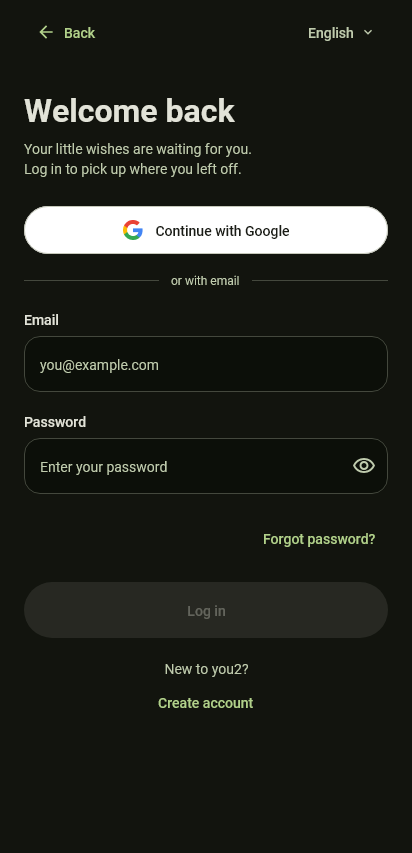 Back
English
Welcome back
Your little wishes are waiting for you.
Log in to pick up where you left off.
Continue with Google
or with email
Email
you@example.com
Password
Enter your password
Forgot password?
Log in
New to you2?
Create account